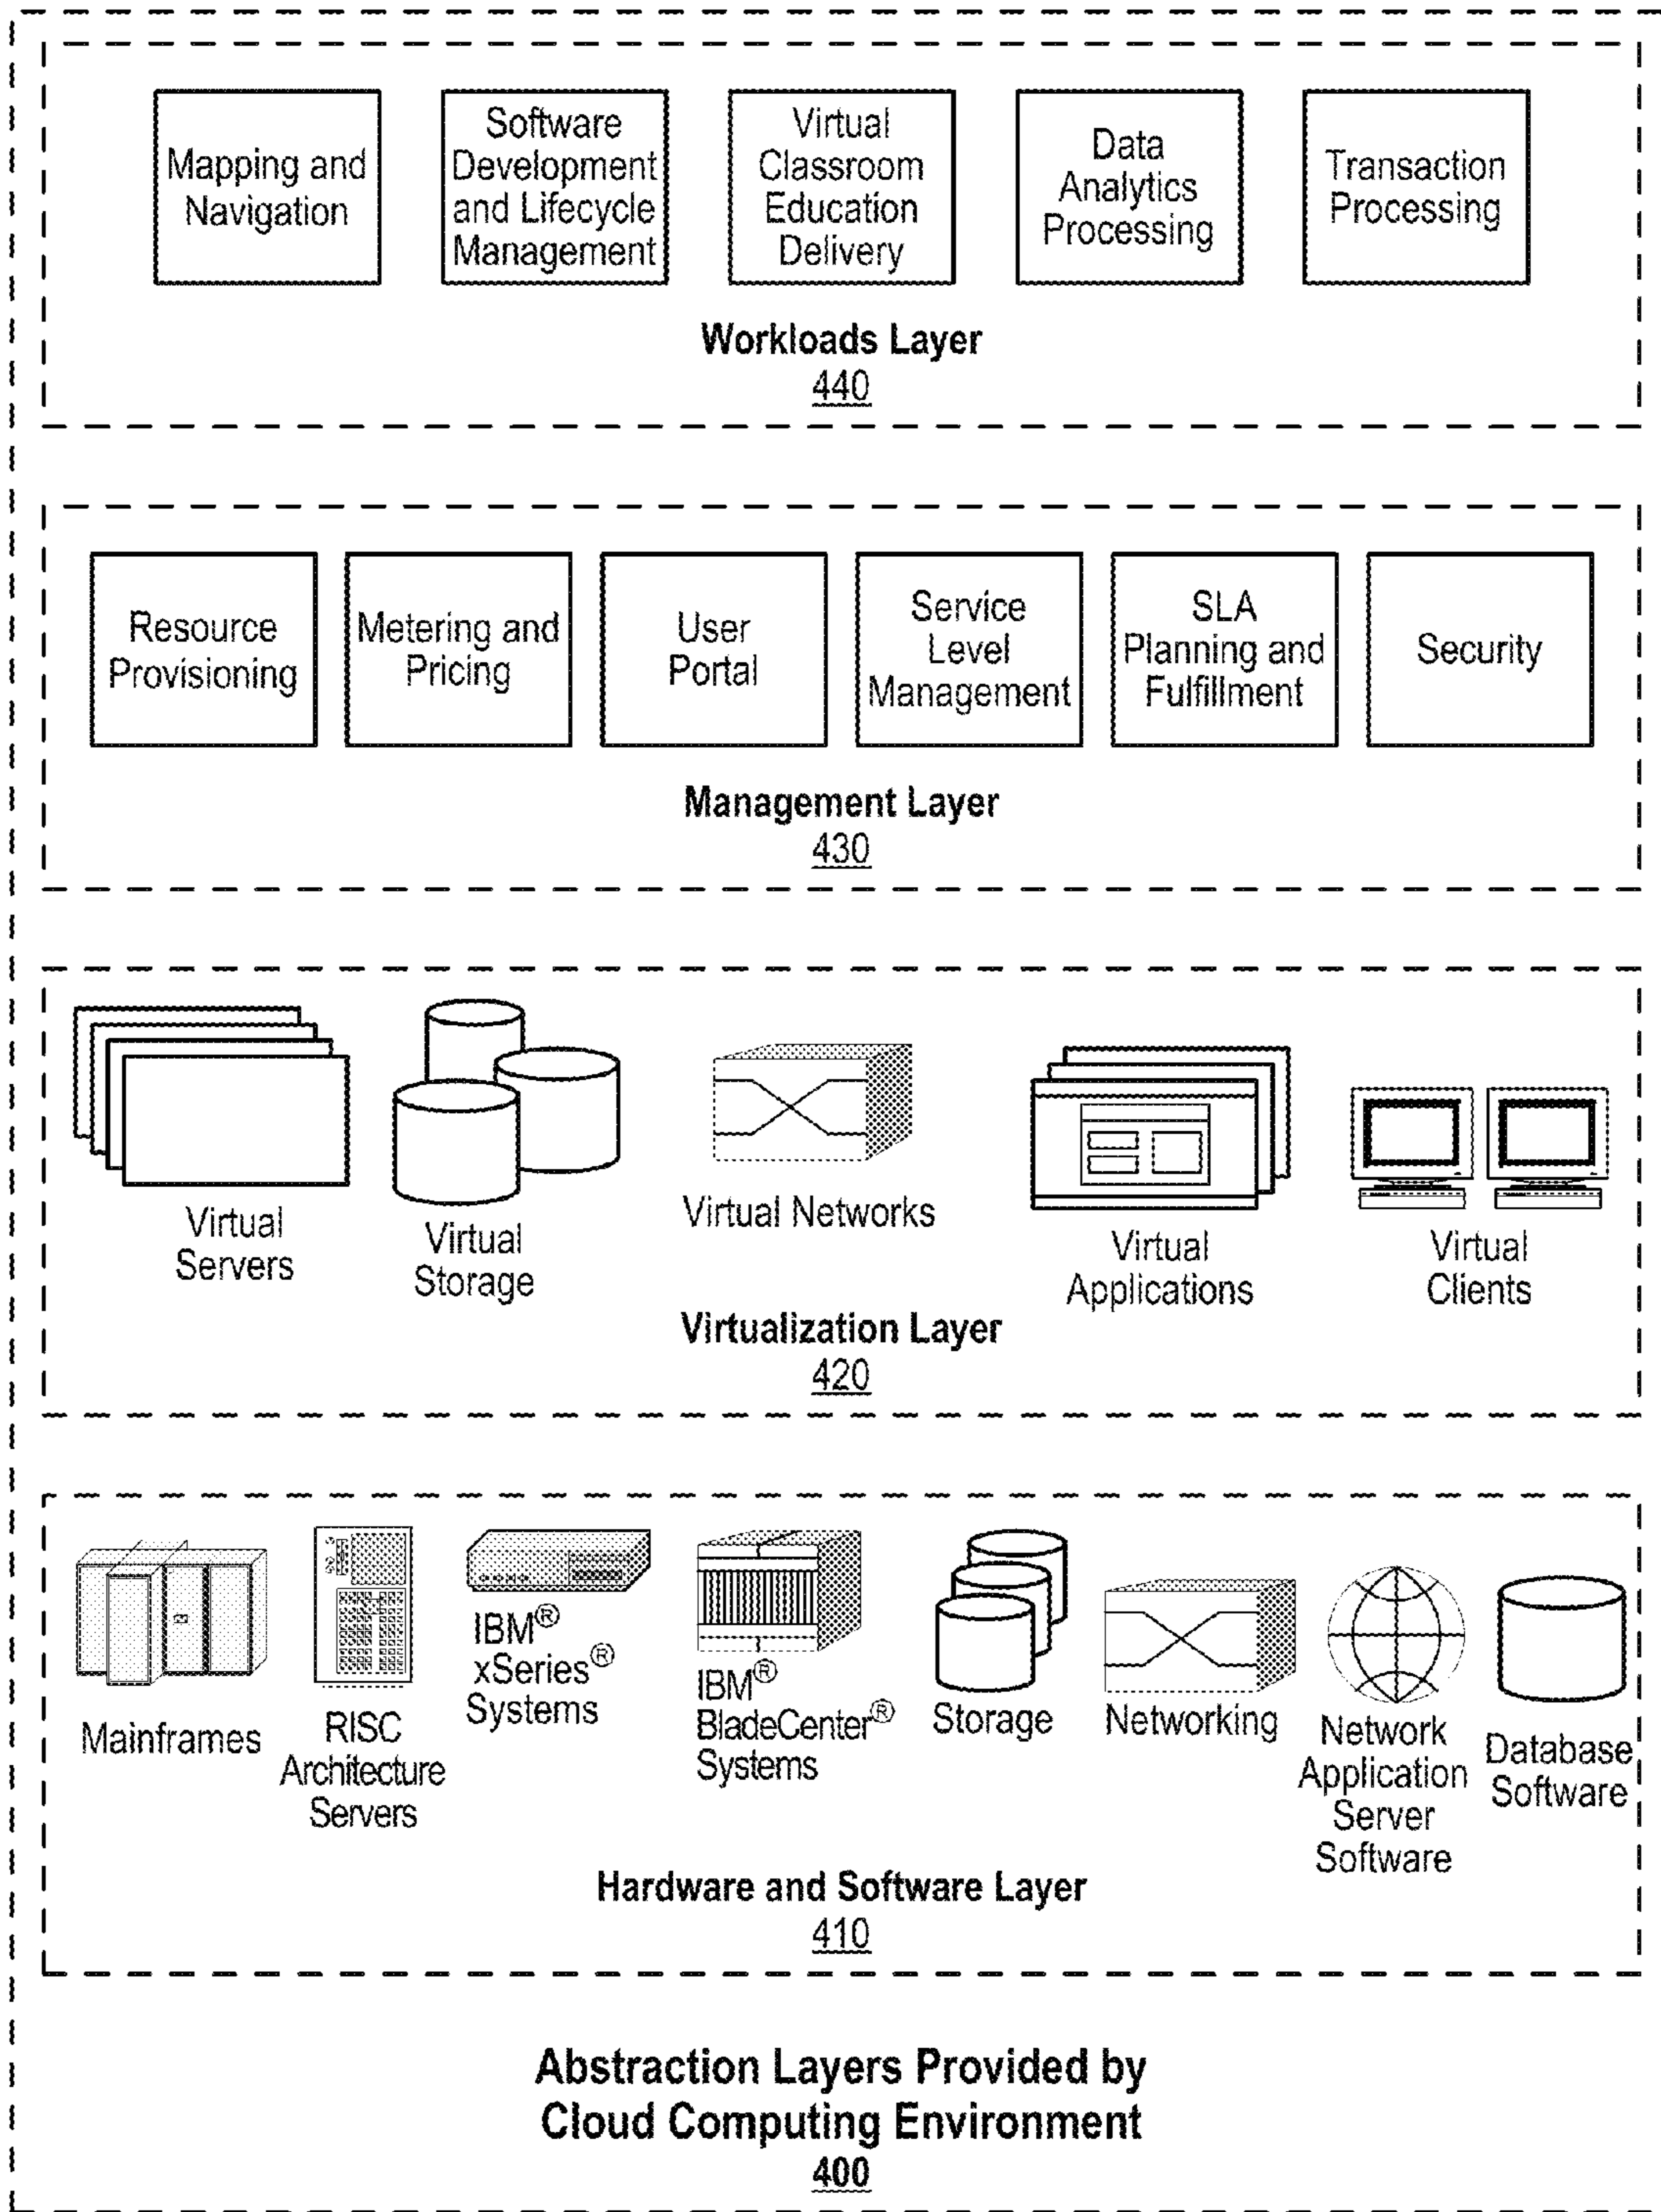 Mapping and
Navigation
Software
Development
and Lifecycle
Management
Virtual
Classroom
Education
Delivery
Data
Analytics
Processing
Transaction
Processing
Workloads Layer
440
Resource
Provisioning
Metering and
Pricing
User
Portal
Service
Level
Management
SLA
Planning and
Fulfillment
Security
Management Layer
430
Virtual
Servers
Virtual
Storage
Virtual Networks
Virtual
Applications
Virtual
Clients
Virtualization Layer
420
Mainframes
RISC
Architecture
Servers
IBM®
xSeries®
Systems
IBM®
BladeCenter®
Systems
Storage
Networking
Network
Application
Server
Software
Database
Software
Hardware and Software Layer
410
Abstraction Layers Provided by
Cloud Computing Environment
400